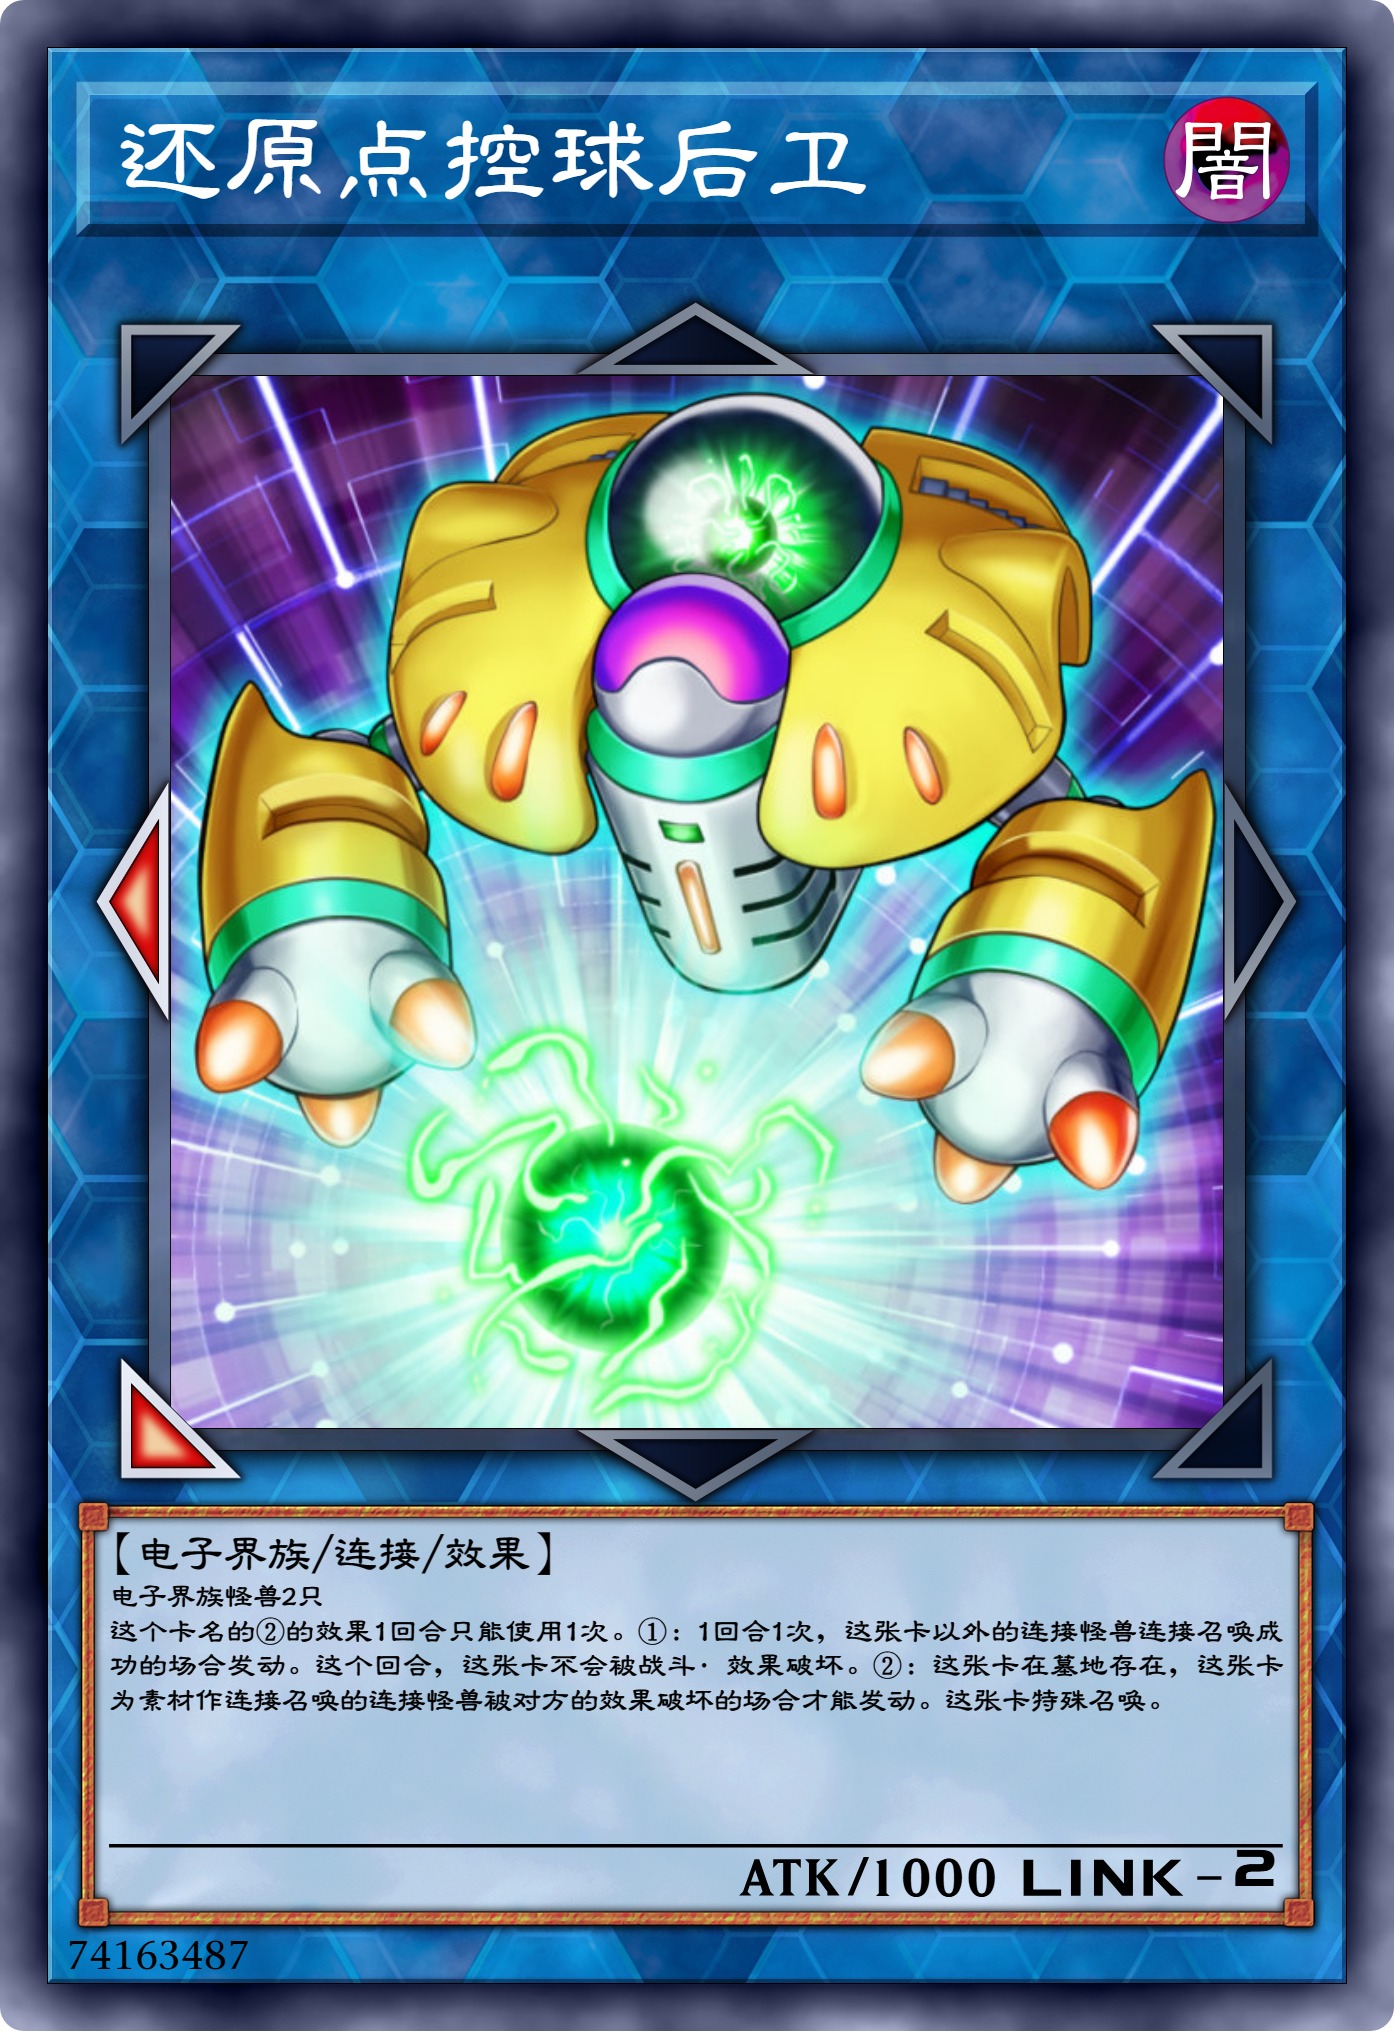 还原点控球后卫
闇
【电子界族/连接/效果】
电子界族怪兽2只
这个卡名的②的效果1回合只能使用1次。①：1回合1次，这张卡以外的连接怪兽连接召唤成
功的场合发动。这个回合，这张卡不会被战斗·效果破坏。②：这张卡在墓地存在，这张卡
为素材作连接召唤的连接怪兽被对方的效果破坏的场合才能发动。这张卡特殊召唤。
ATK/1000 LINK-2
74163487